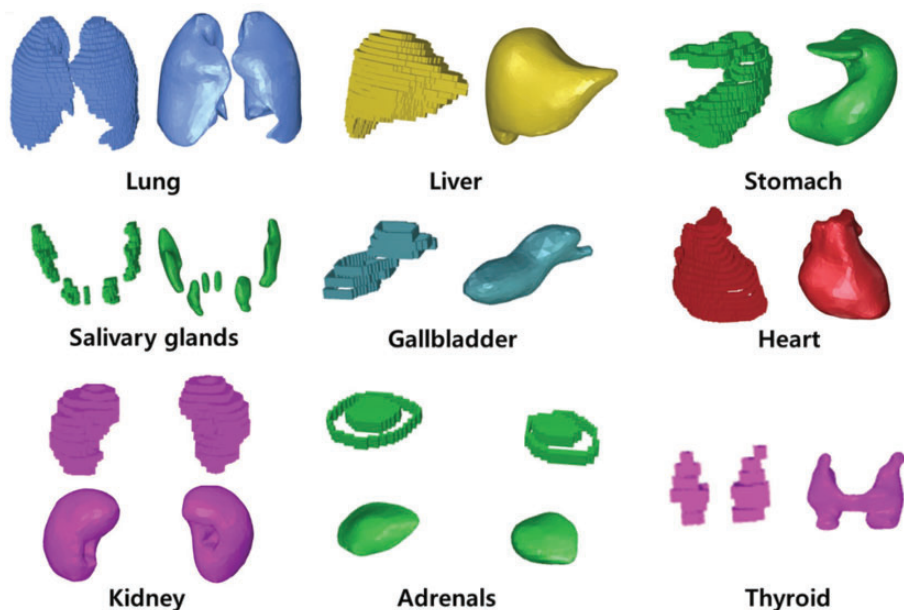 Lung
Liver
Stomach
Salivary glands
Gallbladder
Heart
Kidney
Adrenals
Thyroid